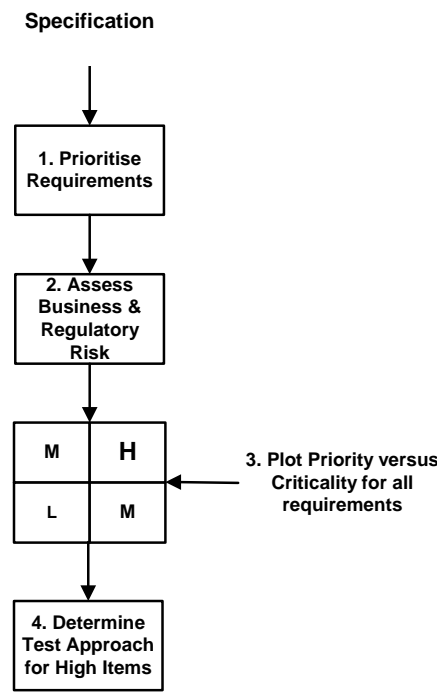 Specification
1. Prioritise
Requirements
2. Assess
Business &
Regulatory
Risk
M H
L M
3. Plot Priority versus
Criticality for all
requirements
4. Determine
Test Approach
for High Items